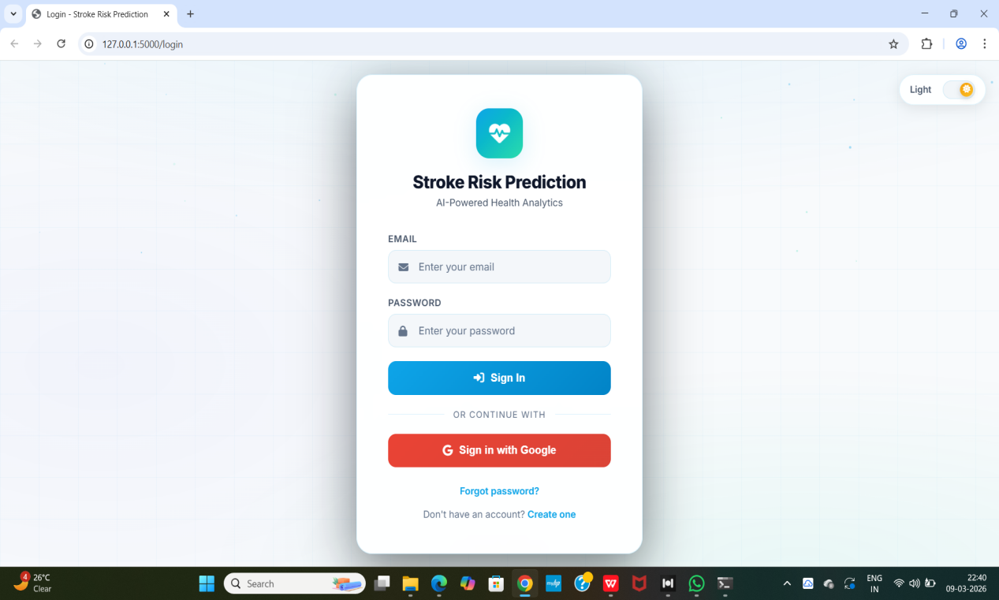 Login - Stroke Risk Prediction
127.0.0.1:5000/login
Light
Stroke Risk Prediction
AI-Powered Health Analytics
EMAIL
Enter your email
PASSWORD
Enter your password
Sign In
OR CONTINUE WITH
G Sign in with Google
Forgot password?
Don't have an account? Create one
4
26°C
Clear
Search
myhp
ENG
IN
22:40
09-03-2026